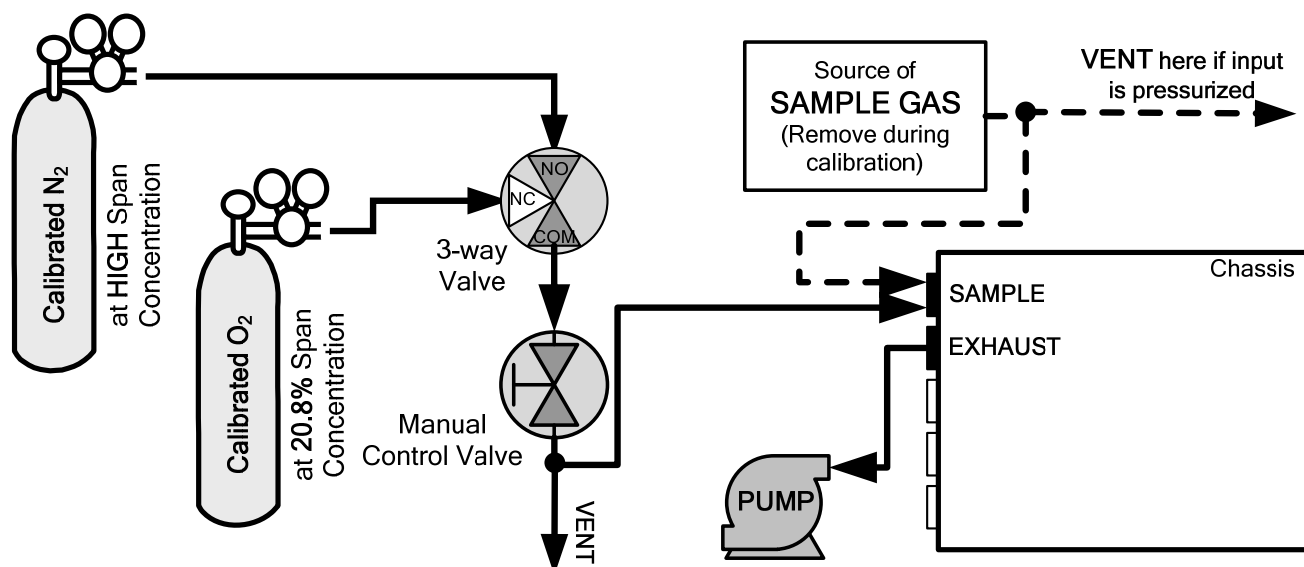 Calibrated N2
at HIGH Span
Concentration
Calibrated O2
at 20.8% Span
Concentration
NO
NC
COM
3-way
Valve
Manual
Control Valve
VENT
Source of
SAMPLE GAS
(Remove during
calibration)
VENT here if input
is pressurized
Chassis
SAMPLE
EXHAUST
PUMP